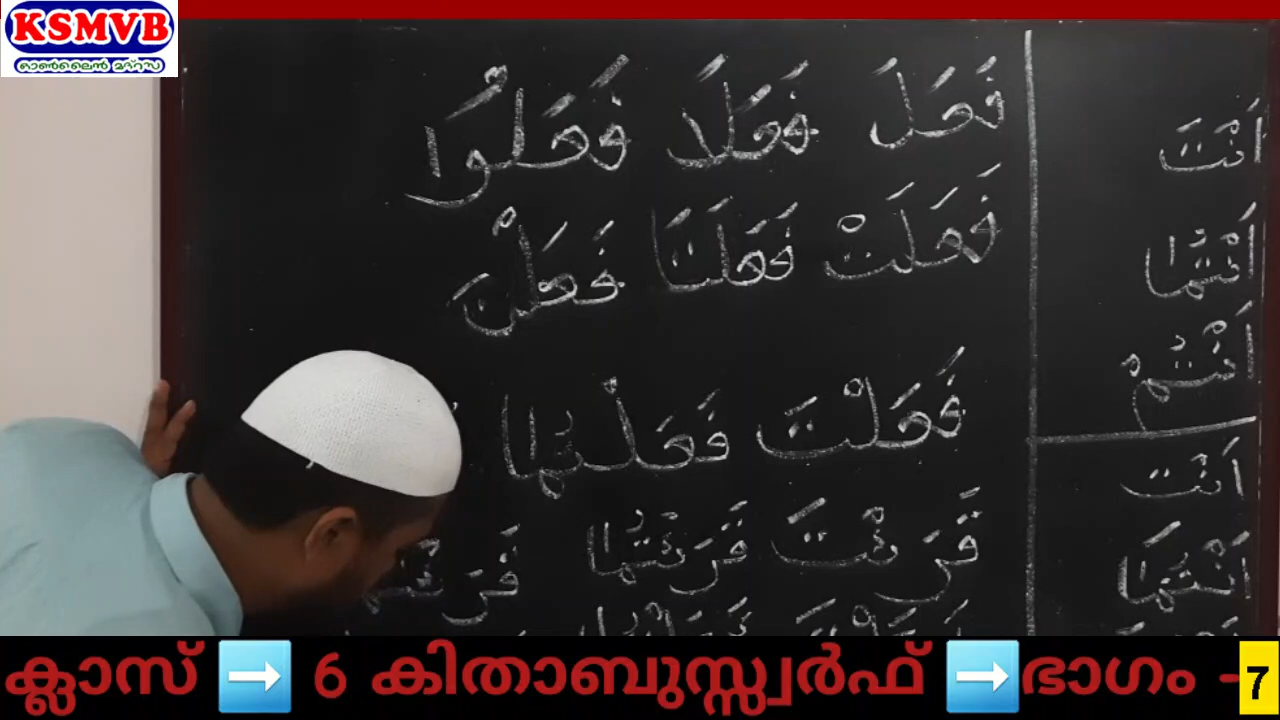 KSMVB
ഓൺലൈൻ മദ്റസ
فَعَلَ فَعَلَا فَعَلُوا
فَعَلَتْ فَعَلَتَا فَعَلْنَ
فَعَلْتَ فَعَلْتُمَا
قَرَئْتَ قَرَئْتُمَا
اَنْتَ
اَنْتُمَا
اَنْتُمْ
اَنْتِ
اَنْتُمَا
ക്ലാസ് ➡ 6 കിതാബുസ്സ്വർഫ് ➡ ഭാഗം - 7